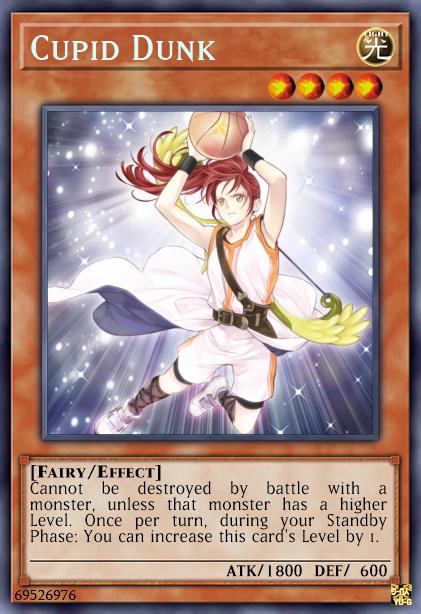 CUPID DUNK
LIGHT
光
[FAIRY/EFFECT]
Cannot be destroyed by battle with a
monster, unless that monster has a higher
Level. Once per turn, during your Standby
Phase: You can increase this card's Level by 1.
ATK/1800 DEF/ 600
69526976